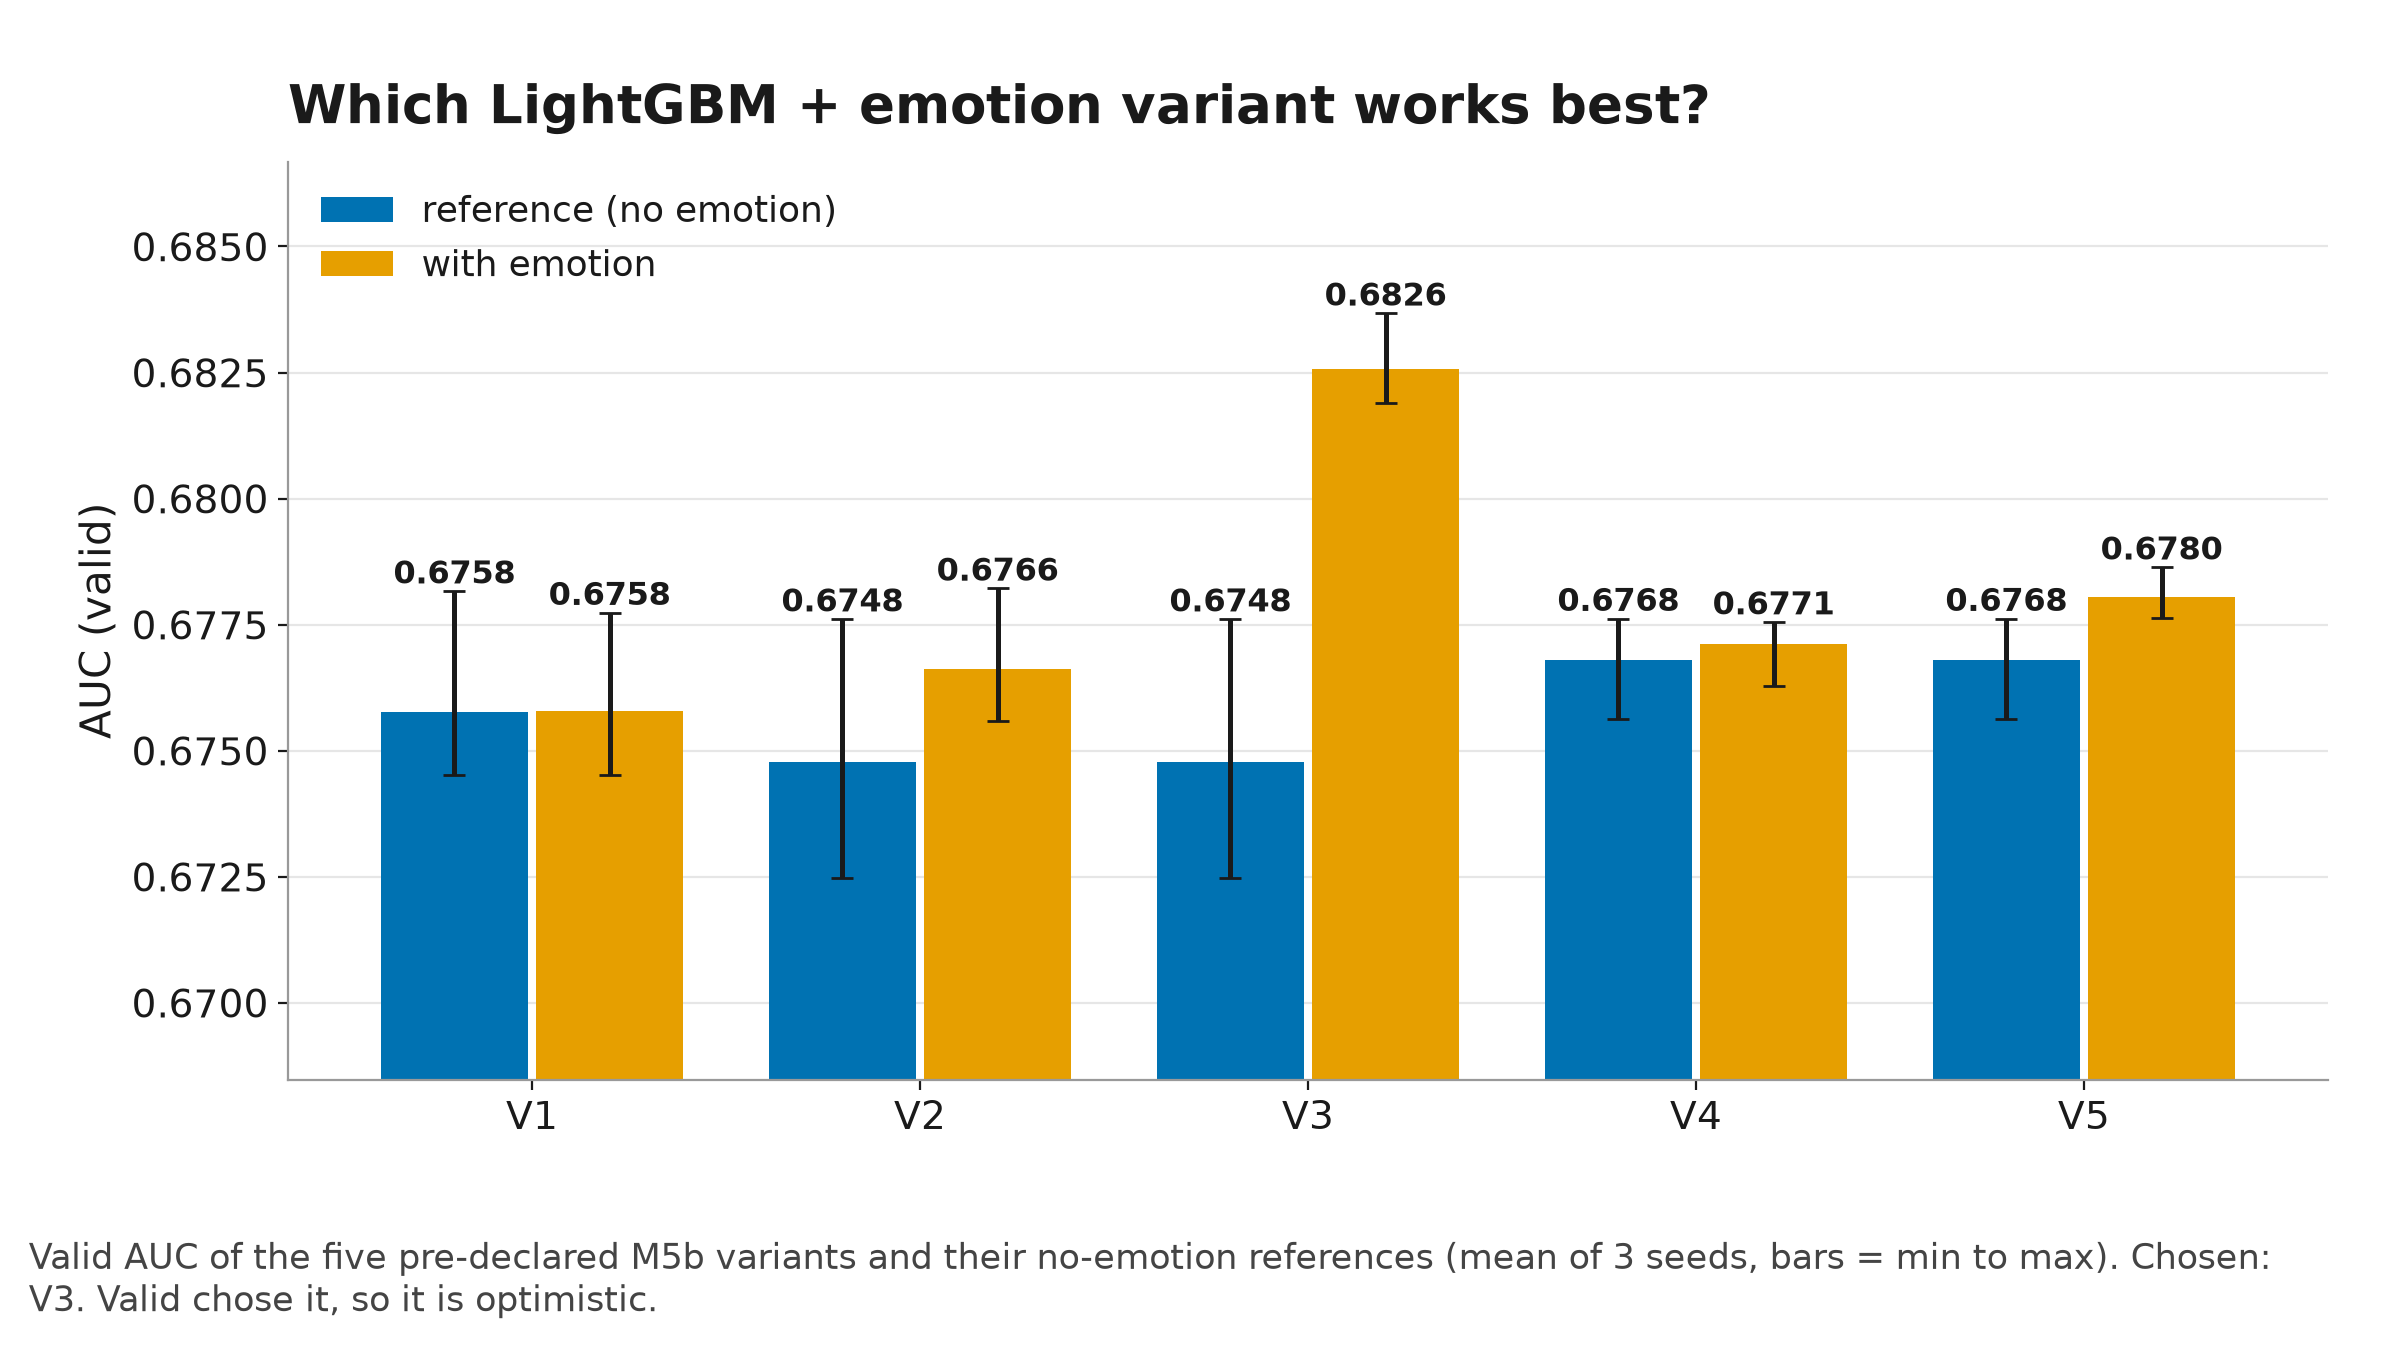 Which LightGBM + emotion variant works best?
reference (no emotion)
with emotion
AUC (valid)
0.6850
0.6825
0.6800
0.6775
0.6750
0.6725
0.6700
0.6758
0.6758
0.6748
0.6766
0.6748
0.6826
0.6768
0.6771
0.6768
0.6780
V1
V2
V3
V4
V5
Valid AUC of the five pre-declared M5b variants and their no-emotion references (mean of 3 seeds, bars = min to max). Chosen:
V3. Valid chose it, so it is optimistic.